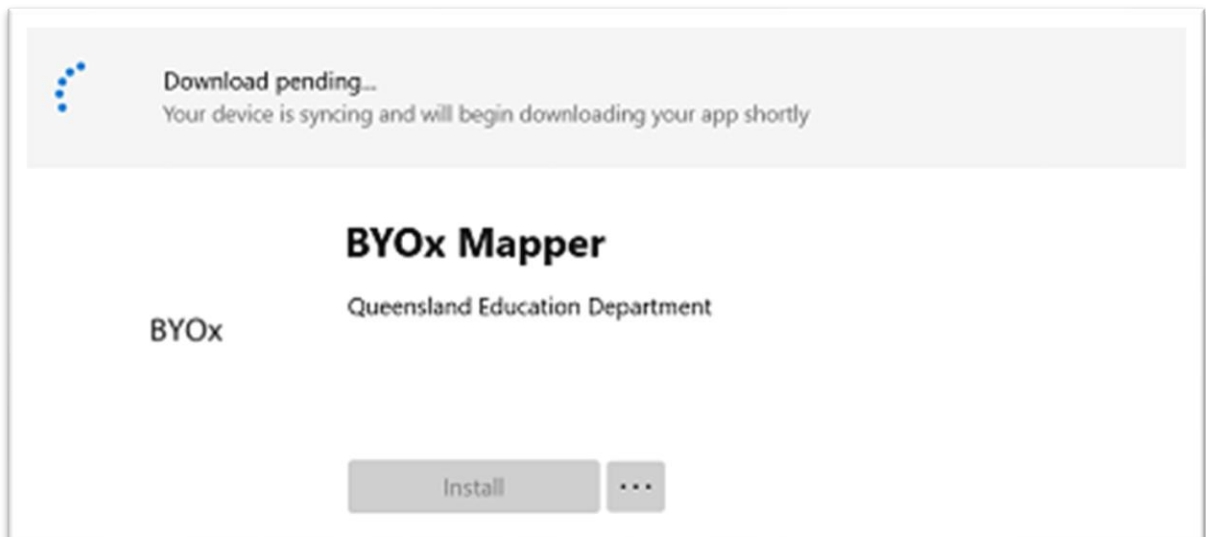 Download pending...
Your device is syncing and will begin downloading your app shortly
BYOx Mapper
Queensland Education Department
BYOx
Install
...